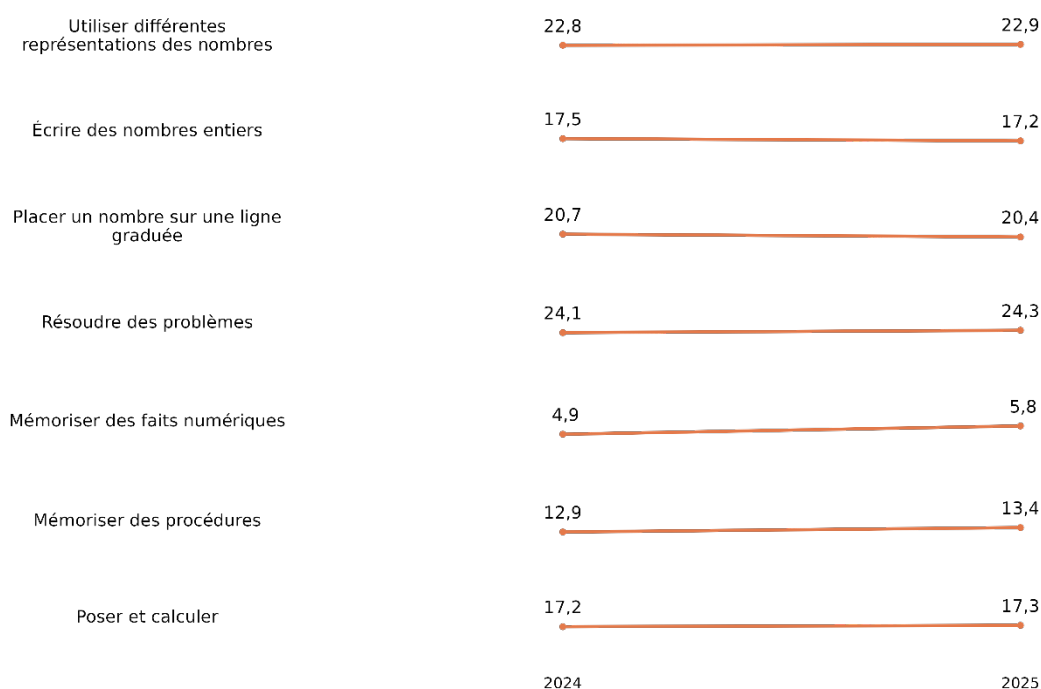 Utiliser différentes
représentations des nombres
22,8
22,9
Écrire des nombres entiers
17,5
17,2
Placer un nombre sur une ligne
graduée
20,7
20,4
Résoudre des problèmes
24,1
24,3
Mémoriser des faits numériques
4,9
5,8
Mémoriser des procédures
12,9
13,4
Poser et calculer
17,2
17,3
2024
2025